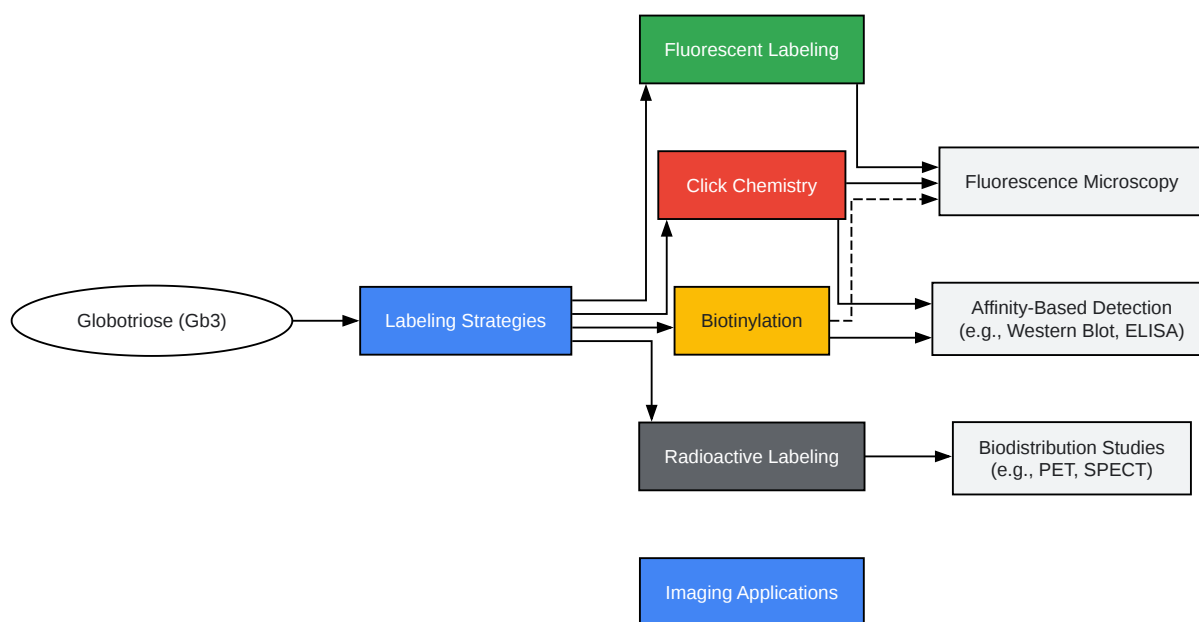 Fluorescent Labeling
Click Chemistry
Fluorescence Microscopy
Globotriose (Gb3)
Labeling Strategies
Biotinylation
Affinity-Based Detection
(e.g., Western Blot, ELISA)
Radioactive Labeling
Biodistribution Studies
(e.g., PET, SPECT)
Imaging Applications